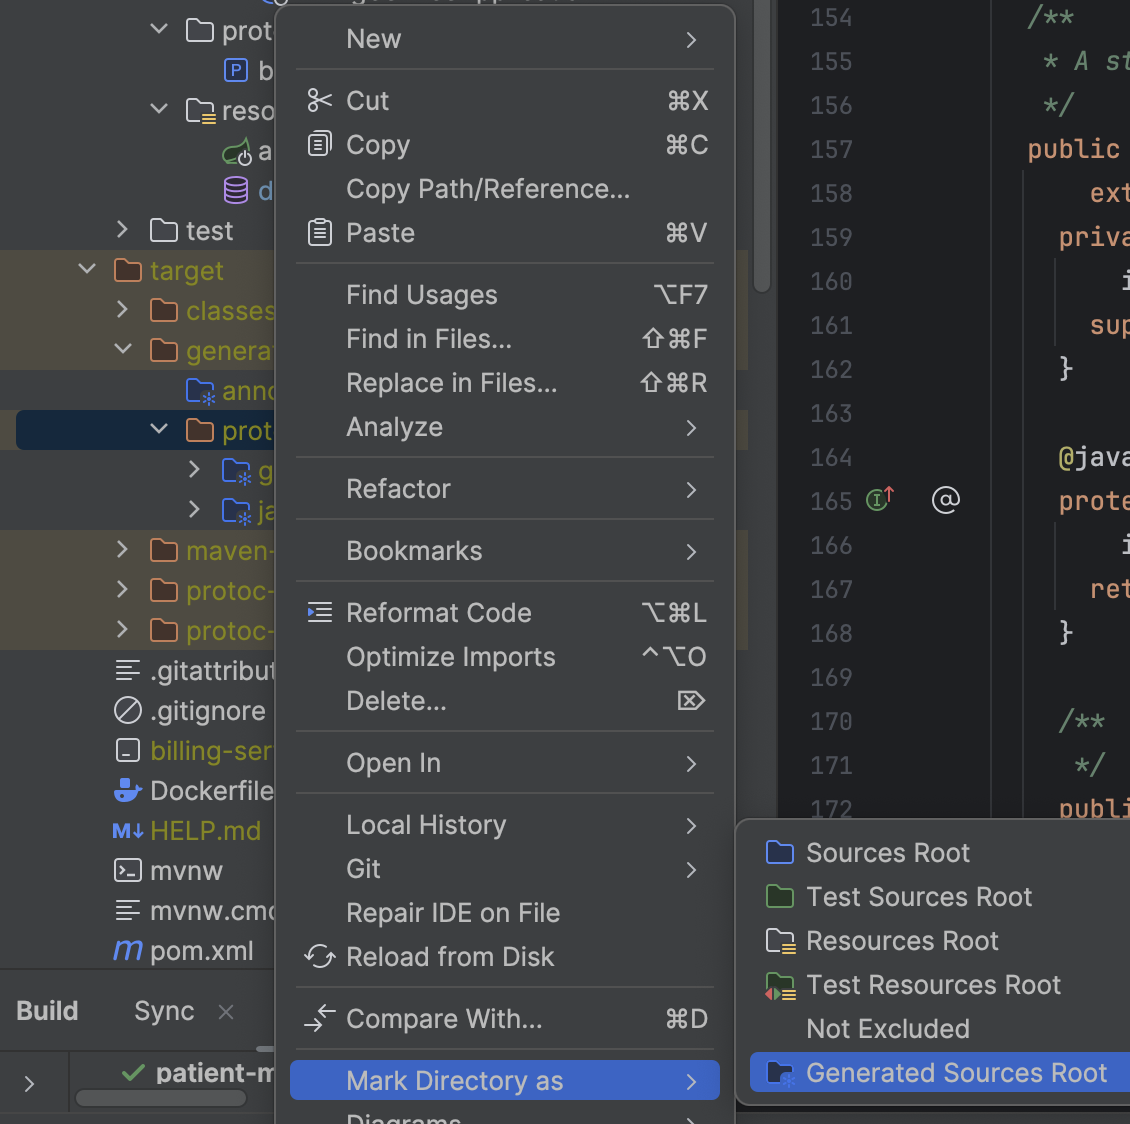 New
Cut ⌘X
Copy ⌘C
Copy Path/Reference...
Paste ⌘V
Find Usages ⌥F7
Find in Files... ⇧⌘F
Replace in Files... ⇧⌘R
Analyze
Refactor
Bookmarks
Reformat Code ⌥⌘L
Optimize Imports ^⌥O
Delete... ⌦
Open In
Local History
Git
Repair IDE on File
Reload from Disk
Compare With... ⌘D
Mark Directory as
Diagrams
Sources Root
Test Sources Root
Resources Root
Test Resources Root
Not Excluded
Generated Sources Root
prot
P b
reso
a
d
test
target
classes
genera
anno
prot
g
ja
maven-
protoc-
protoc-
.gitattribut
.gitignore
billing-ser
Dockerfile
M↓ HELP.md
mvnw
mvnw.cmd
m pom.xml
Build Sync
patient-m
154 /**
155 * A st
156 */
157 public
158 ext
159 priva
160 i
161 sup
162 }
163
164 @java
165 I @ prote
166 i
167 ret
168 }
169
170 /**
171 */
172 publi